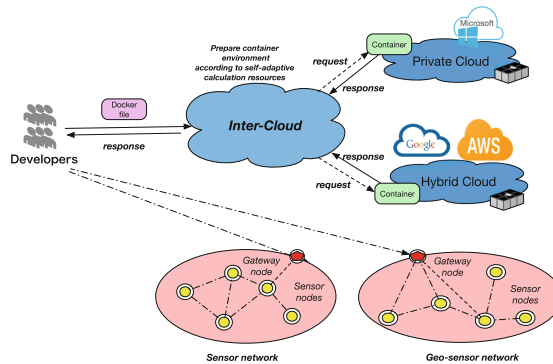 Microsoft
Prepare container
environment
according to self-adaptive
calculation resources
request
Container
Private Cloud
response
Docker
file
Inter-Cloud
response
Developers
Google
AWS
response
request
Container
Hybrid Cloud
Gateway
node
Sensor
nodes
Gateway
node
Sensor
nodes
Sensor network
Geo-sensor network